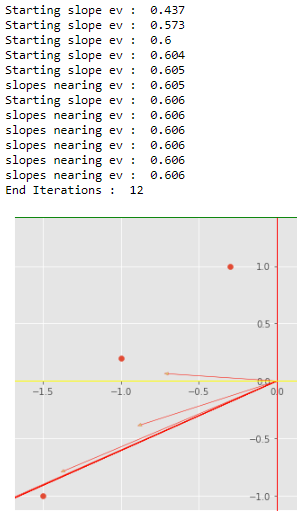 Starting slope ev :  0.437
Starting slope ev :  0.573
Starting slope ev :  0.6
Starting slope ev :  0.604
Starting slope ev :  0.605
slopes nearing ev :  0.605
Starting slope ev :  0.606
slopes nearing ev :  0.606
slopes nearing ev :  0.606
slopes nearing ev :  0.606
slopes nearing ev :  0.606
slopes nearing ev :  0.606
End Iterations :  12
1.0
0.5
0.0
−1.5 −1.0 −0.5 0.0
−0.5
−1.0